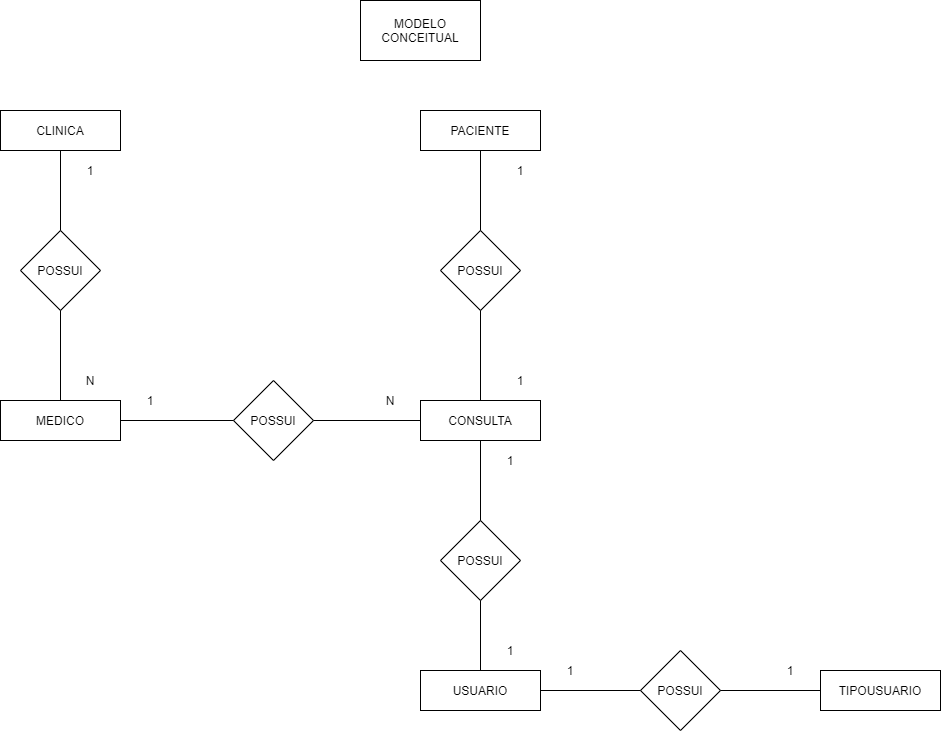 MODELO
CONCEITUAL
CLINICA
PACIENTE
1
1
POSSUI
POSSUI
N
1
1
N
MEDICO
POSSUI
CONSULTA
1
POSSUI
1
1
1
USUARIO
POSSUI
TIPOUSUARIO